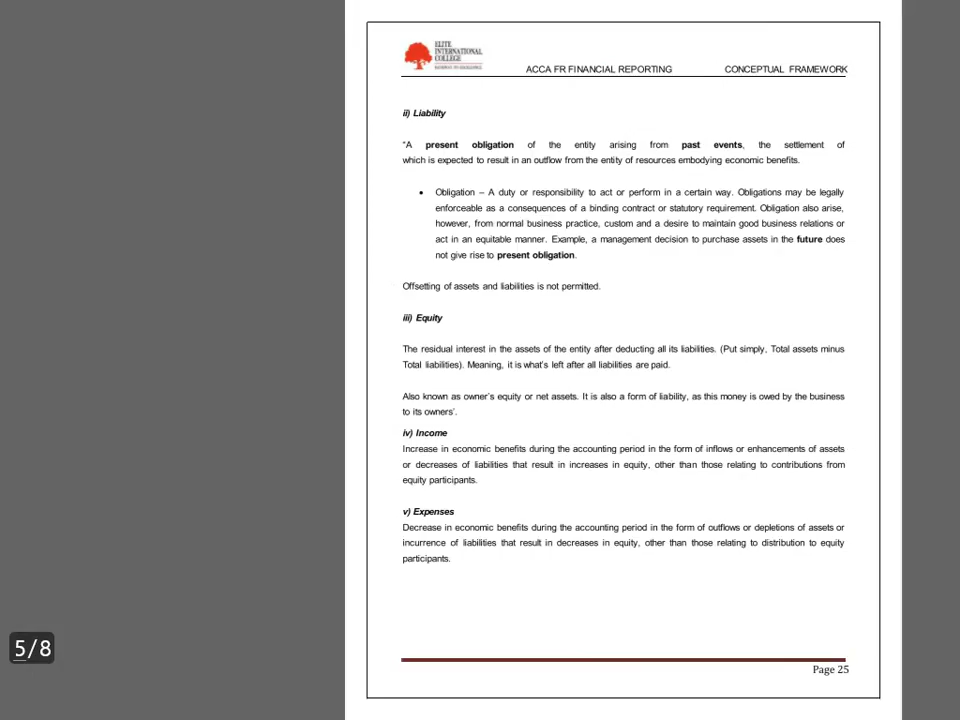 ELITE
INTERNATIONAL
COLLEGE
ACCA FR FINANCIAL REPORTING CONCEPTUAL FRAMEWORK
ii) Liability
“A present obligation of the entity arising from past events, the settlement of
which is expected to result in an outflow from the entity of resources embodying economic benefits.
• Obligation – A duty or responsibility to act or perform in a certain way. Obligations may be legally
enforceable as a consequences of a binding contract or statutory requirement. Obligation also arise,
however, from normal business practice, custom and a desire to maintain good business relations or
act in an equitable manner. Example, a management decision to purchase assets in the future does
not give rise to present obligation.
Offsetting of assets and liabilities is not permitted.
iii) Equity
The residual interest in the assets of the entity after deducting all its liabilities. (Put simply, Total assets minus
Total liabilities). Meaning, it is what’s left after all liabilities are paid.
Also known as owner’s equity or net assets. It is also a form of liability, as this money is owed by the business
to its owners’.
iv) Income
Increase in economic benefits during the accounting period in the form of inflows or enhancements of assets
or decreases of liabilities that result in increases in equity, other than those relating to contributions from
equity participants.
v) Expenses
Decrease in economic benefits during the accounting period in the form of outflows or depletions of assets or
incurrence of liabilities that result in decreases in equity, other than those relating to distribution to equity
participants.
5/8
Page 25